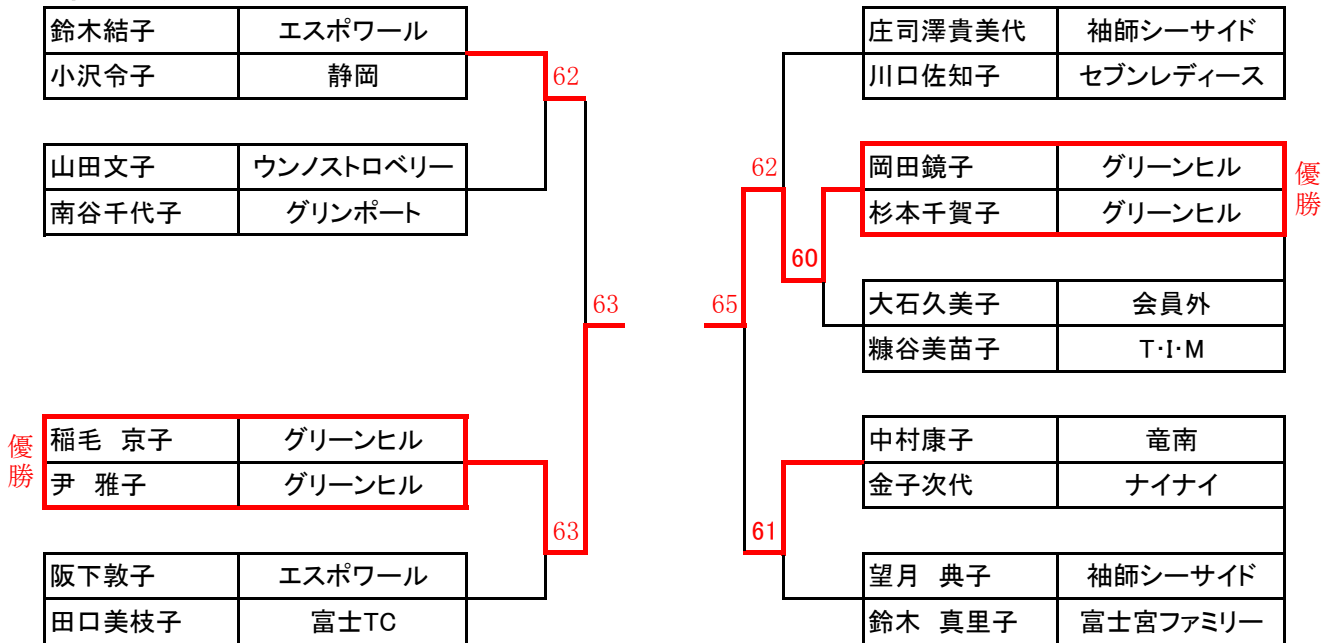 鈴木結子 エスポワール
小沢令子 静岡
62
山田文子 ウンノストロベリー
南谷千代子 グリンポート
63
優勝
稲毛 京子 グリーンヒル
尹 雅子 グリーンヒル
63
阪下敦子 エスポワール
田口美枝子 富士TC
庄司澤貴美代 袖師シーサイド
川口佐知子 セブンレディース
62
岡田鏡子 グリーンヒル
杉本千賀子 グリーンヒル
優勝
60
65
大石久美子 会員外
糠谷美苗子 T·I·M
中村康子 竜南
金子次代 ナイナイ
61
望月 典子 袖師シーサイド
鈴木 真里子 富士宮ファミリー